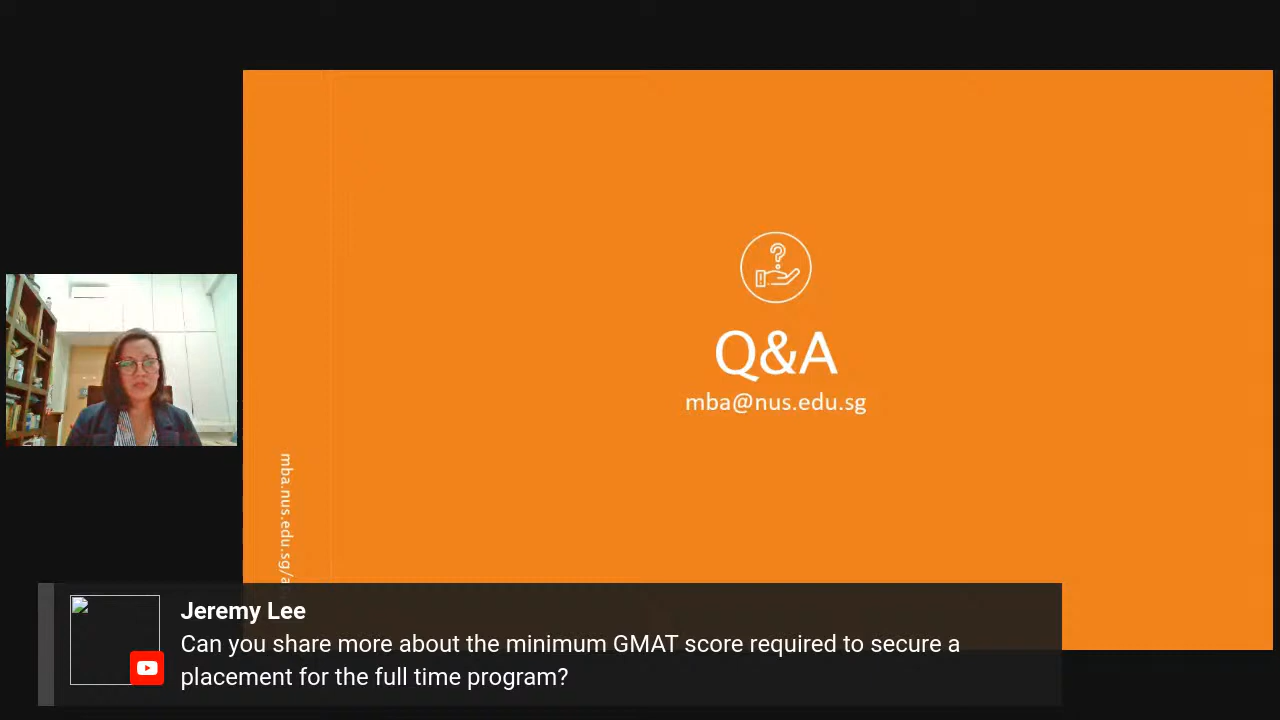 Q&A
mba@nus.edu.sg
mba.nus.edu.sg/a
Jeremy Lee
Can you share more about the minimum GMAT score required to secure a
placement for the full time program?